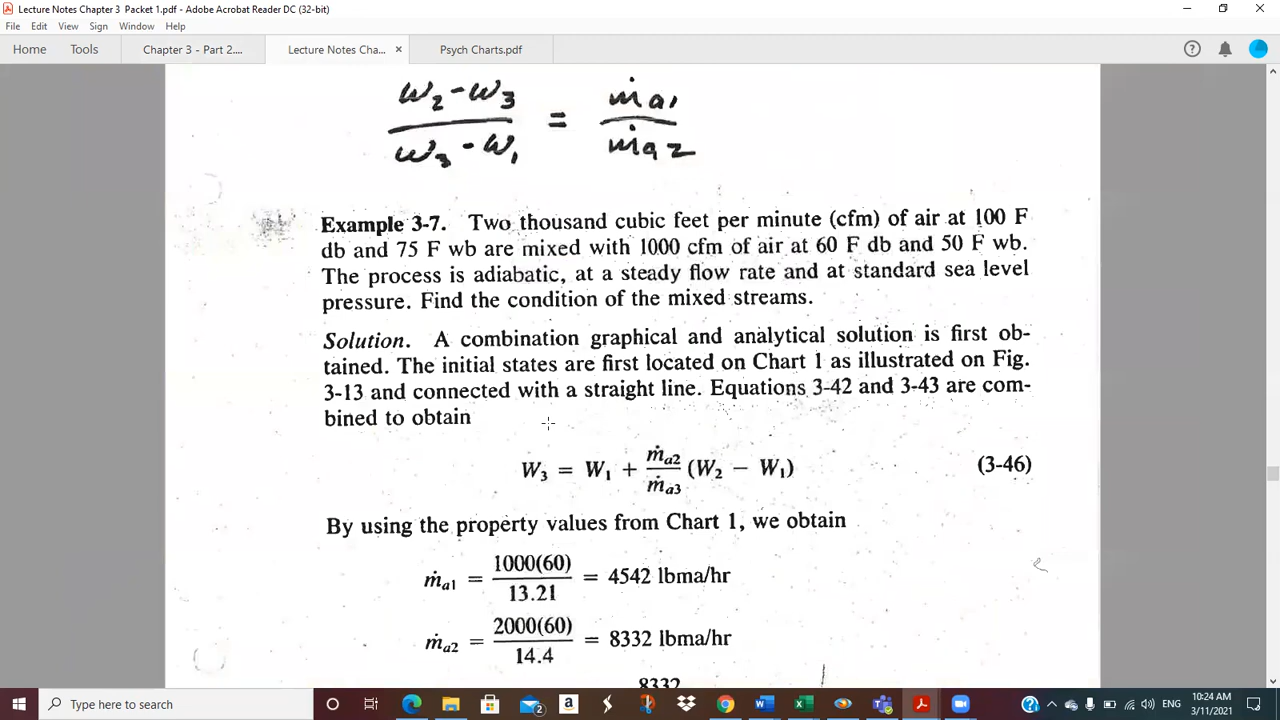 Lecture Notes Chapter 3 Packet 1.pdf - Adobe Acrobat Reader DC (32-bit)
File Edit View Sign Window Help
Home Tools Chapter 3 - Part 2.... Lecture Notes Cha... × Psych Charts.pdf
ω₂ - ω₃ / ω₃ - ω₁ = ṁa1 / ṁa2
Example 3-7. Two thousand cubic feet per minute (cfm) of air at 100 F
db and 75 F wb are mixed with 1000 cfm of air at 60 F db and 50 F wb.
The process is adiabatic, at a steady flow rate and at standard sea level
pressure. Find the condition of the mixed streams.
Solution. A combination graphical and analytical solution is first ob-
tained. The initial states are first located on Chart 1 as illustrated on Fig.
3-13 and connected with a straight line. Equations 3-42 and 3-43 are com-
bined to obtain
W₃ = W₁ + ṁa2 / ṁa3 (W₂ − W₁) (3-46)
By using the property values from Chart 1, we obtain
ṁa1 = 1000(60) / 13.21 = 4542 lbma/hr
ṁa2 = 2000(60) / 14.4 = 8332 lbma/hr
8332
Type here to search
2
10:24 AM
3/11/2021